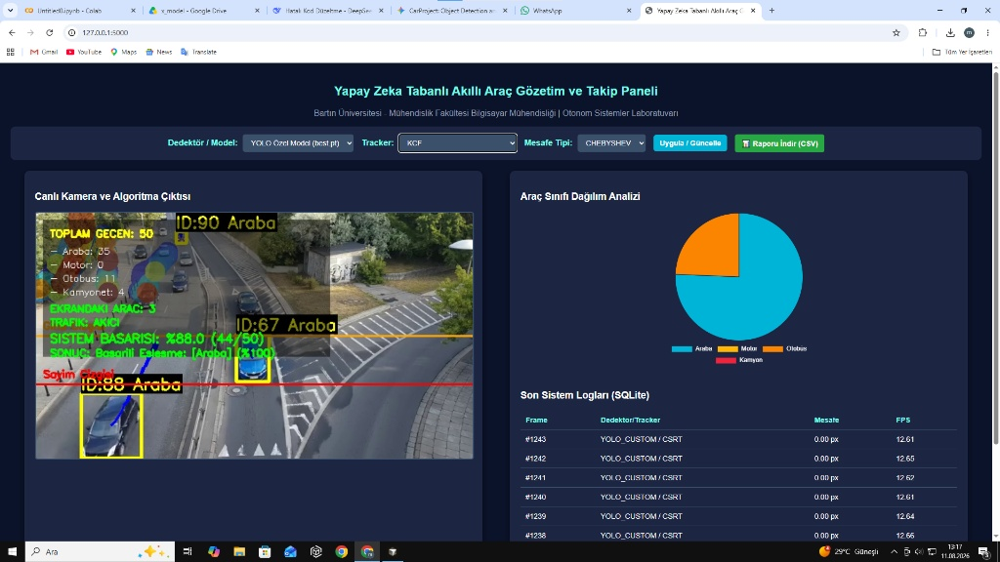 Untitled0.ipynb - Colab
x_model - Google Drive
Hatalı Kod Düzeltme - DeepSe
CarProject: Object Detection a
WhatsApp
Yapay Zeka Tabanlı Akıllı Araç G
127.0.0.1:5000
Gmail
YouTube
Maps
News
Translate
Tüm Yer İşaretleri
Yapay Zeka Tabanlı Akıllı Araç Gözetim ve Takip Paneli
Bartın Üniversitesi - Mühendislik Fakültesi Bilgisayar Mühendisliği | Otonom Sistemler Laboratuvarı
Dedektör / Model: YOLO Özel Model (best.pt) Tracker: KCF Mesafe Tipi: CHEBYSHEV Uygula / Güncelle Raporu İndir (CSV)
Canlı Kamera ve Algoritma Çıktısı
ID:90 Araba
TOPLAM GECEN: 50
- Araba: 35
- Motor: 0
- Otobus: 11
- Kamyonet: 4
EKRANDAKI ARAC: 3
TRAFIK: AKICI
ID:67 Araba
SISTEM BASARISI: %88.0 (44/50)
SONUC: Basarili Eslesme: [Araba] (%100)
Sayim Cizgisi
ID:88 Araba
Araç Sınıfı Dağılım Analizi
Araba Motor Otobüs
Kamyon
Son Sistem Logları (SQLite)
Frame Dedektör/Tracker Mesafe FPS
#1243 YOLO_CUSTOM / CSRT 0.00 px 12.61
#1242 YOLO_CUSTOM / CSRT 0.00 px 12.65
#1241 YOLO_CUSTOM / CSRT 0.00 px 12.62
#1240 YOLO_CUSTOM / CSRT 0.00 px 12.61
#1239 YOLO_CUSTOM / CSRT 0.00 px 12.64
#1238 YOLO_CUSTOM / CSRT 0.00 px 12.66
Ara
29°C Güneşli
13:17
11.08.2026